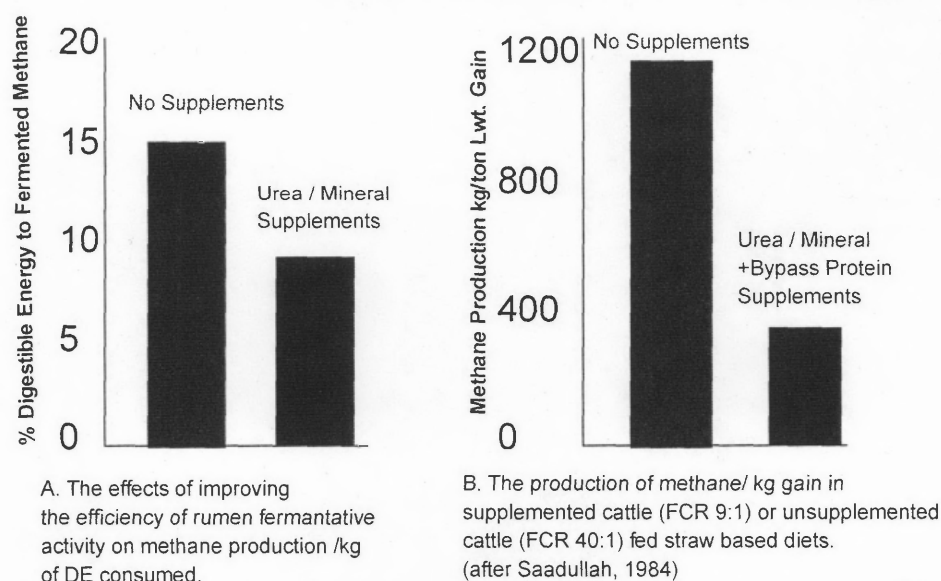 % Digestible Energy to Fermented Methane
20
15
10
5
0
No Supplements
Urea / Mineral
Supplements
A. The effects of improving
the efficiency of rumen fermantative
activity on methane production /kg
of DE consumed.
Methane Production kg/ton Lwt. Gain
1200
800
400
0
No Supplements
Urea / Mineral
+Bypass Protein
Supplements
B. The production of methane/ kg gain in
supplemented cattle (FCR 9:1) or unsupplemented
cattle (FCR 40:1) fed straw based diets.
(after Saadullah, 1984)